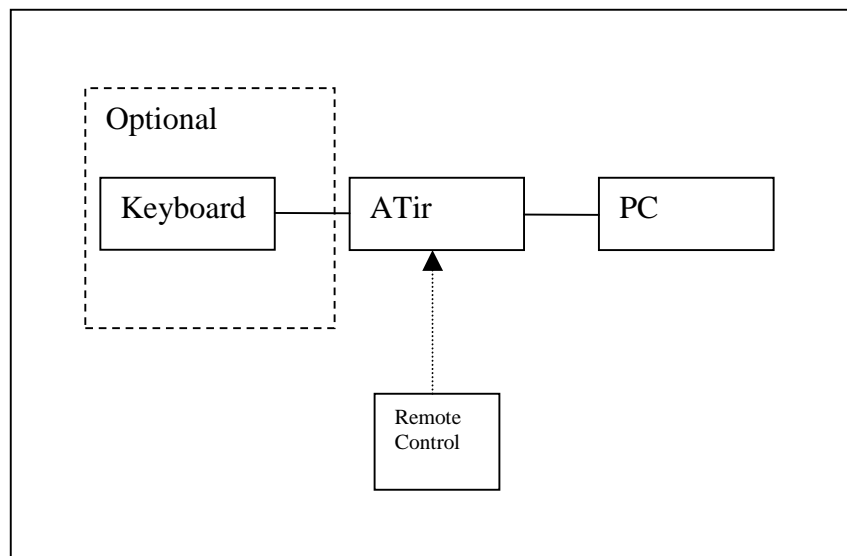 Optional
Keyboard
ATir
PC
Remote
Control